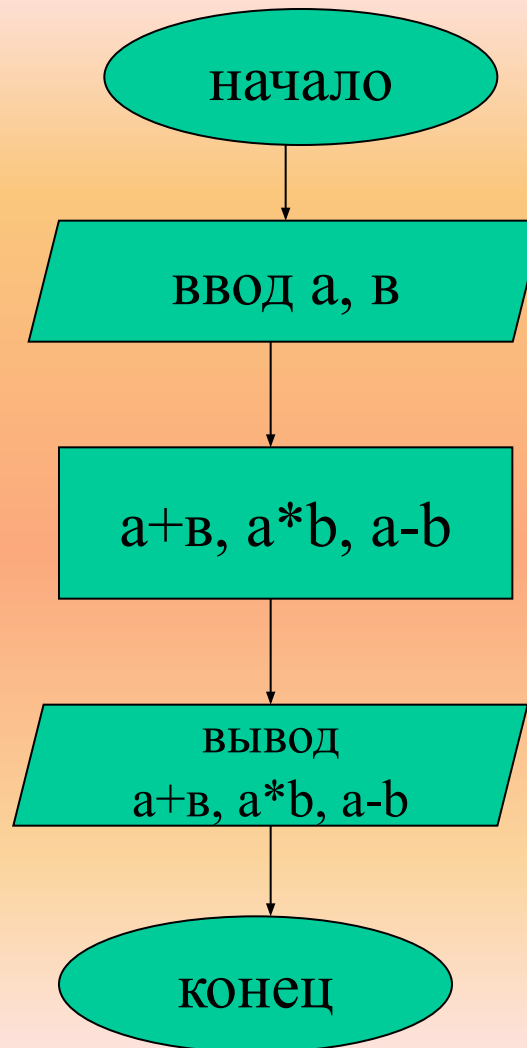 начало
ввод а, в
а+в, a*b, a-b
вывод
а+в, a*b, a-b
конец